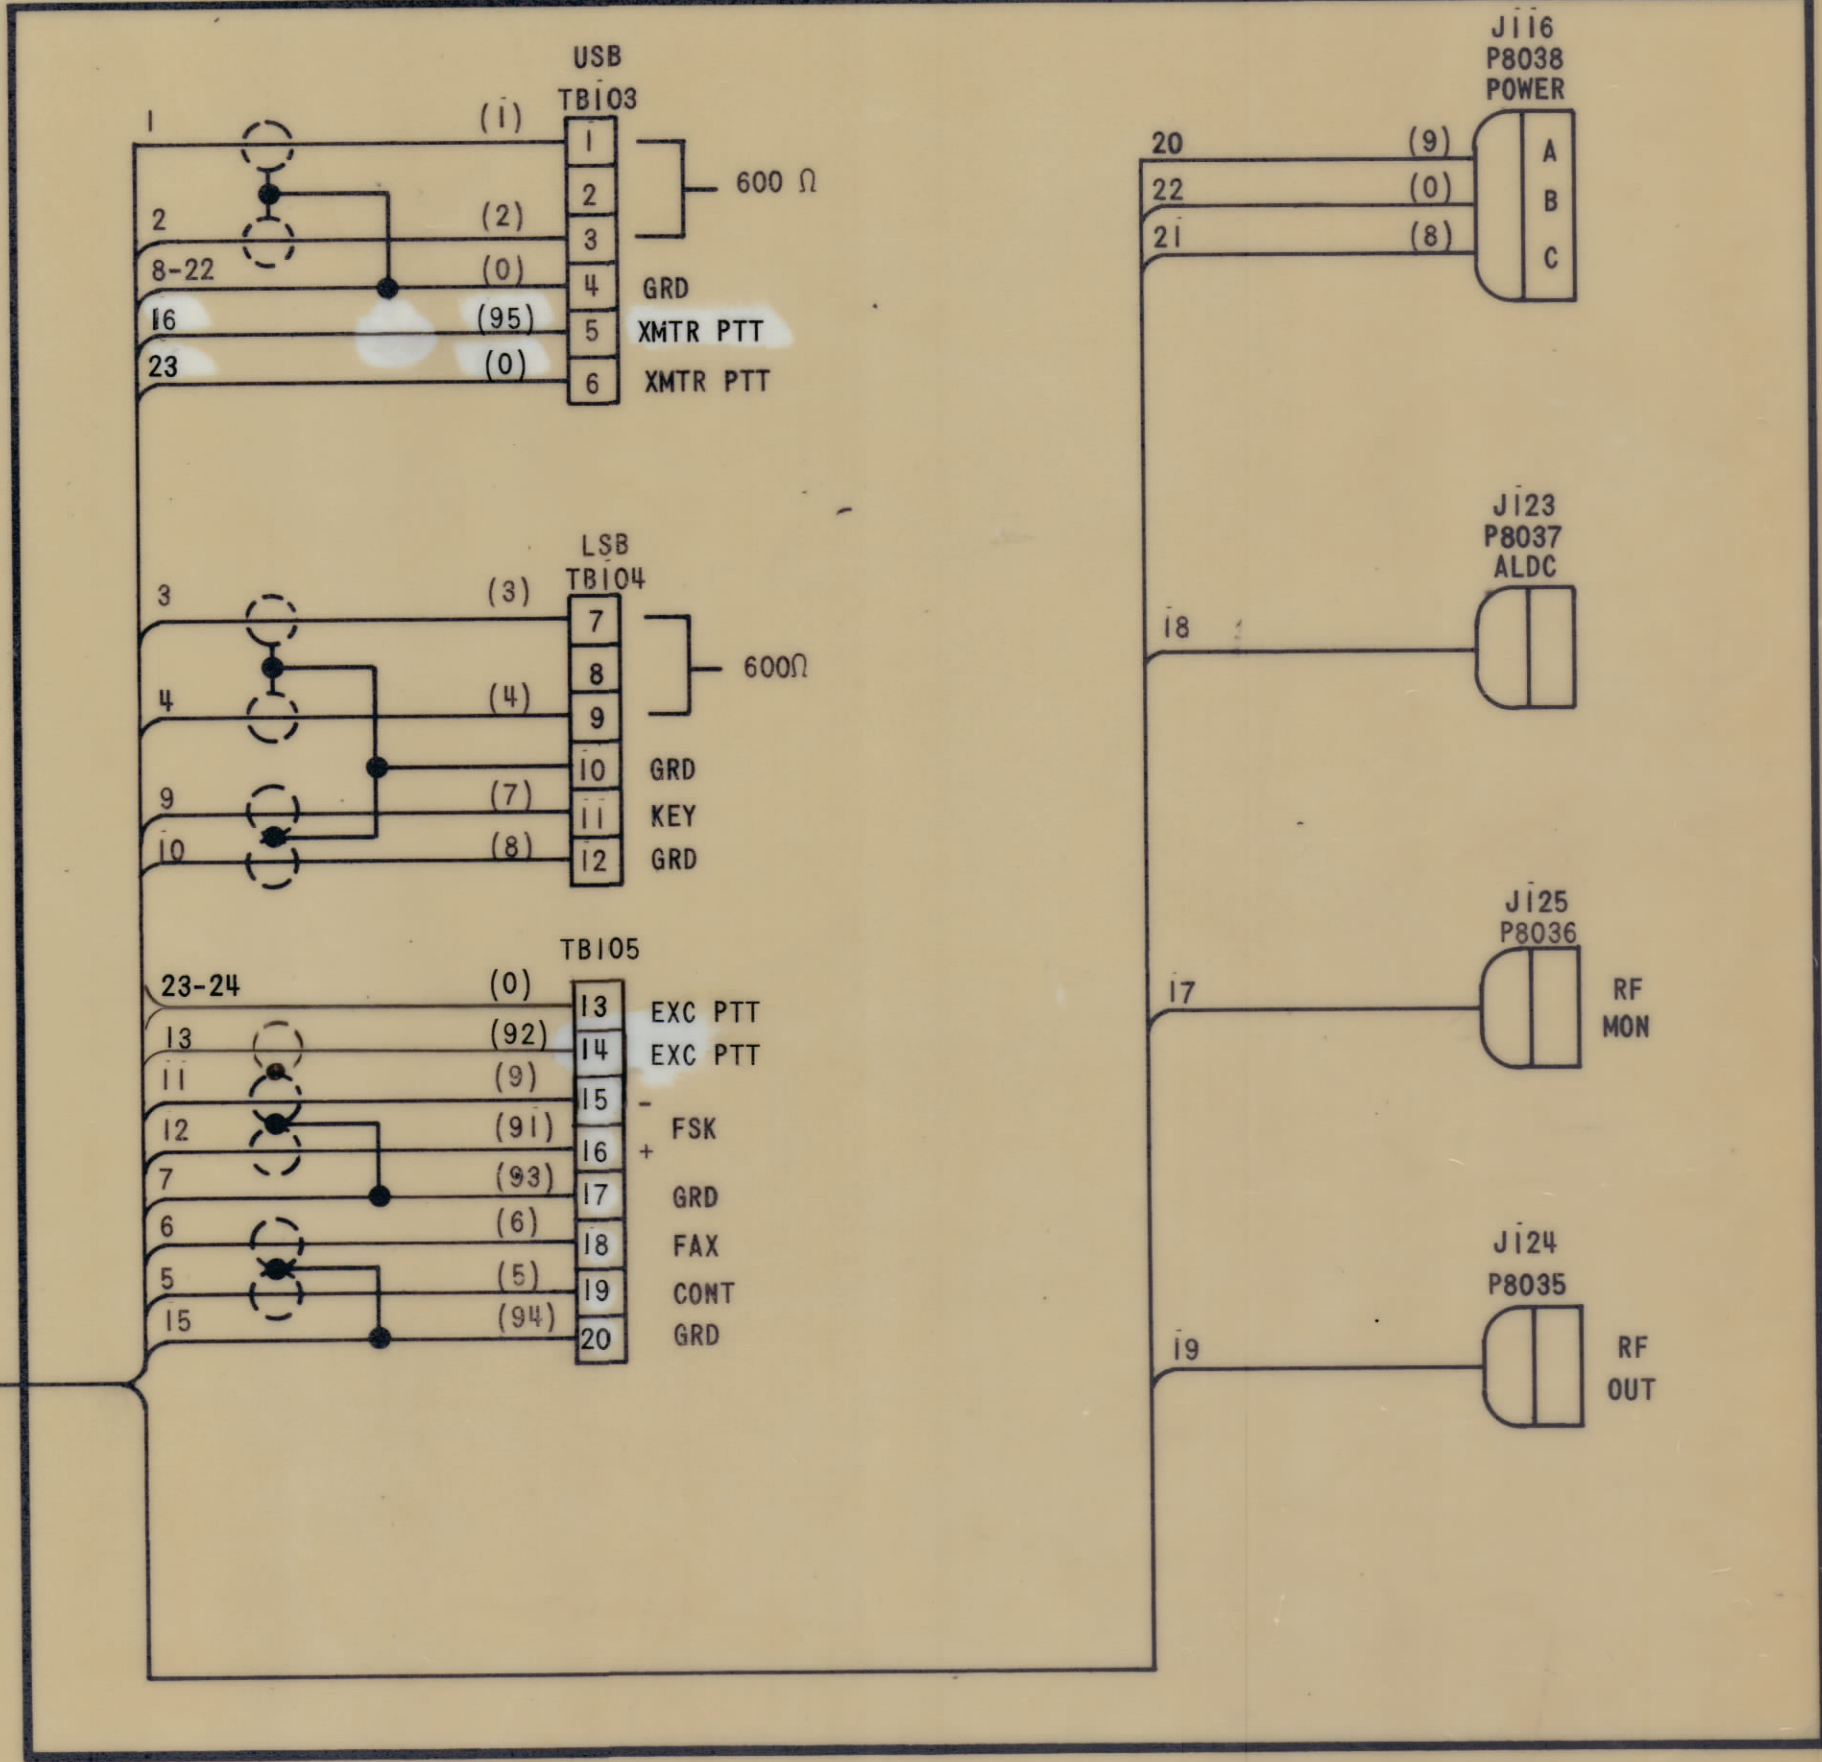 USB
TB103
1 (1) 1
2
600 Ω
2 (2) 3
8-22 (0) 4 GRD
16 (95) 5 XMTR PTT
23 (0) 6 XMTR PTT
LSB
TB104
3 (3) 7
8
600Ω
4 (4) 9
10 GRD
9 (7) 11 KEY
10 (8) 12 GRD
TB105
23-24 (0) 13 EXC PTT
13 (92) 14 EXC PTT
11 (9) 15 -
FSK
12 (91) 16 +
7 (93) 17 GRD
6 (6) 18 FAX
5 (5) 19 CONT
15 (94) 20 GRD
J116
P8038
POWER
20 (9) A
22 (0) B
21 (8) C
J123
P8037
ALDC
18
J125
P8036
17
RF
MON
J124
P8035
19
RF
OUT